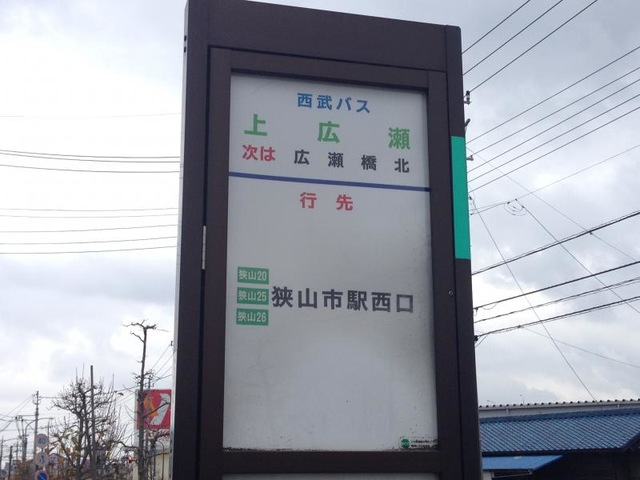 西武バス
上広瀬
次は 広瀬橋北
行先
狭山20
狭山25
狭山26
狭山市駅西口